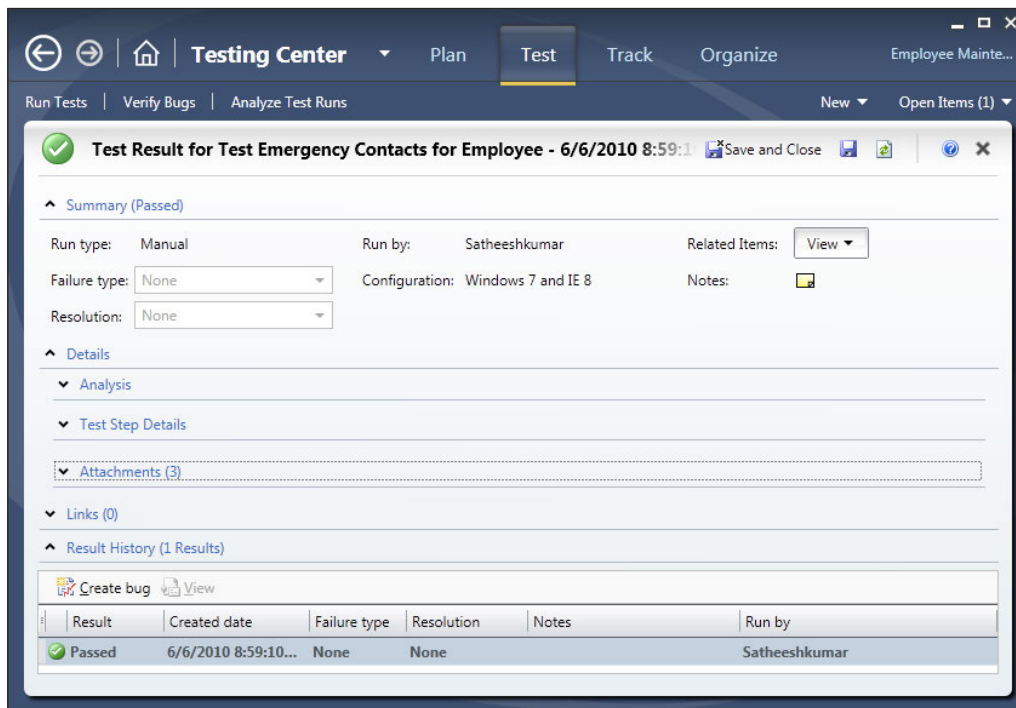 Testing Center Plan Test Track Organize Employee Mainte...
Run Tests Verify Bugs Analyze Test Runs New Open Items (1)
Test Result for Test Emergency Contacts for Employee - 6/6/2010 8:59:1 Save and Close
Summary (Passed)
Run type: Manual Run by: Satheeshkumar Related Items: View
Failure type: None Configuration: Windows 7 and IE 8 Notes:
Resolution: None
Details
Analysis
Test Step Details
Attachments (3)
Links (0)
Result History (1 Results)
Create bug View
Result Created date Failure type Resolution Notes Run by
Passed 6/6/2010 8:59:10... None None Satheeshkumar